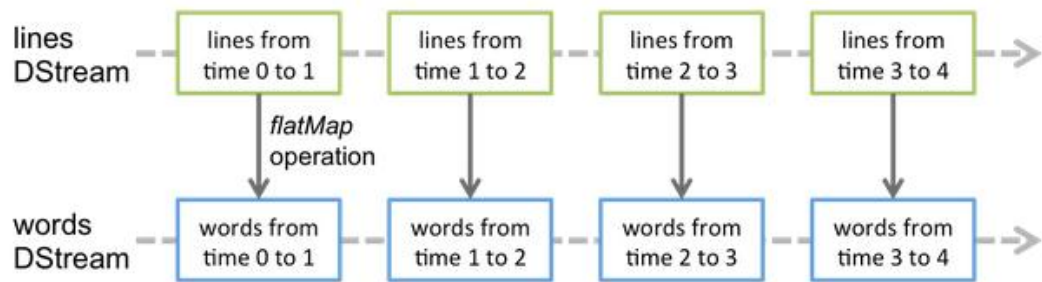 lines
DStream
lines from
time 0 to 1
lines from
time 1 to 2
lines from
time 2 to 3
lines from
time 3 to 4
flatMap
operation
words
DStream
words from
time 0 to 1
words from
time 1 to 2
words from
time 2 to 3
words from
time 3 to 4